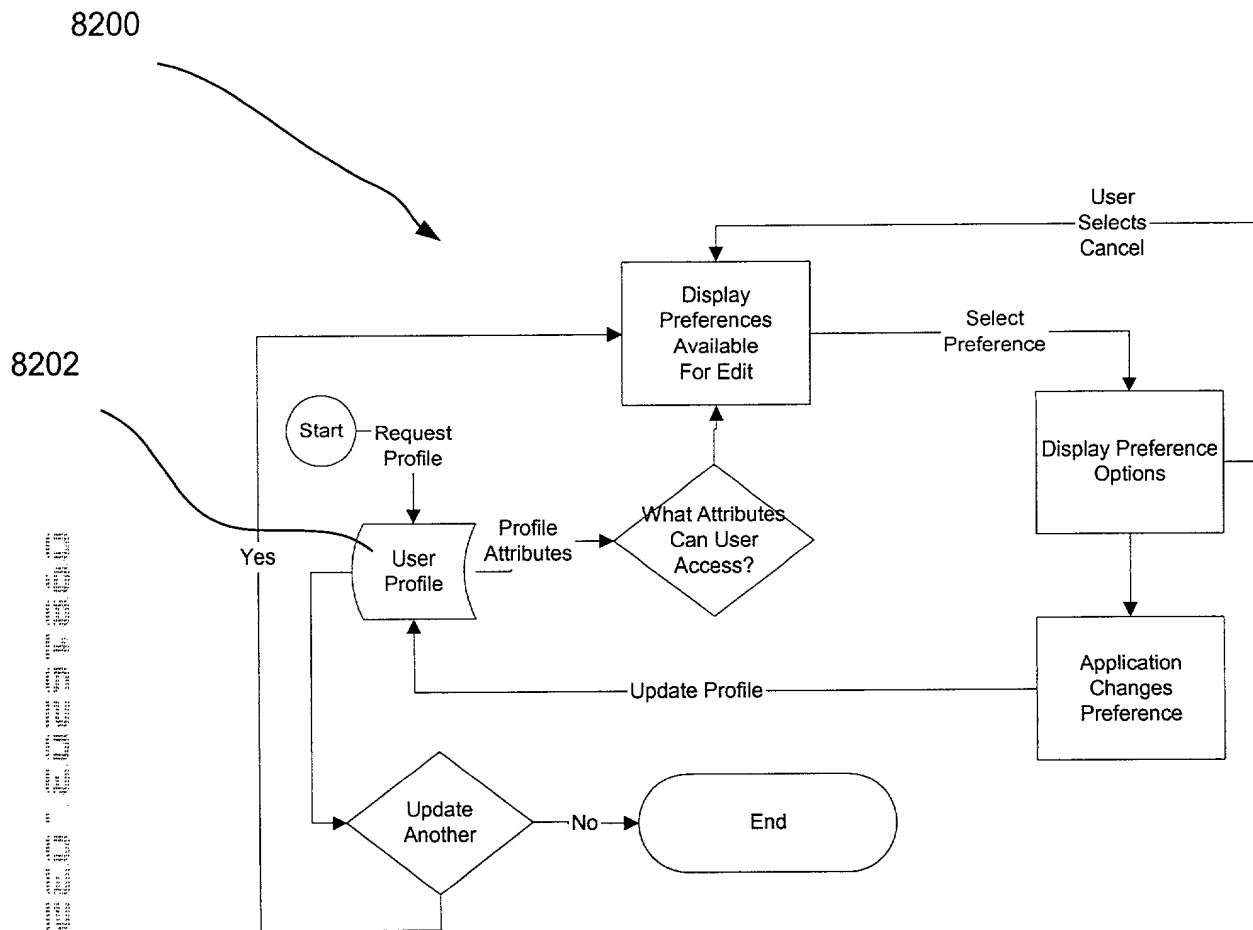 8200
User
Selects
Cancel
Display
Preferences
Available
For Edit
Select
Preference
8202
Start
Request
Profile
Display Preference
Options
What Attributes
Can User
Access?
Profile
Attributes
User
Profile
Yes
Application
Changes
Preference
Update Profile
Update
Another
No
End